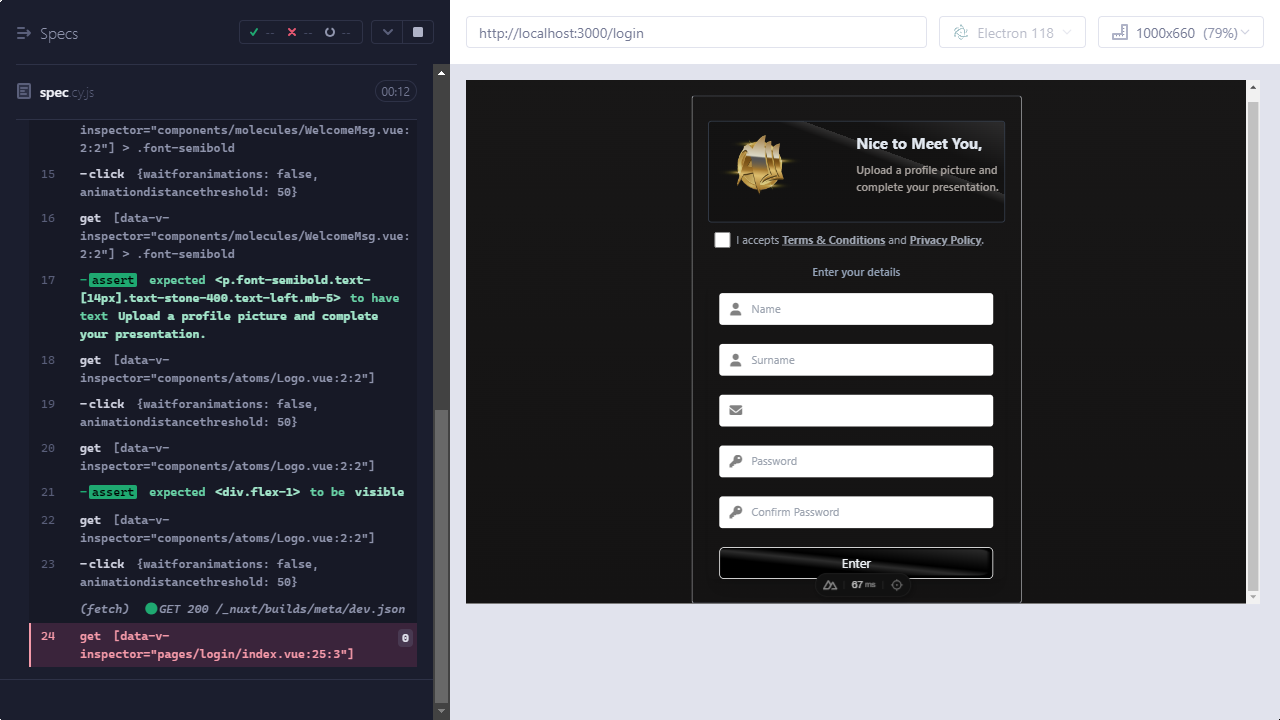 Specs
-- -- --
spec.cy.js 00:12
inspector="components/molecules/WelcomeMsg.vue:
2:2"] > .font-semibold
15 -click {waitforanimations: false,
animationdistancethreshold: 50}
16 get [data-v-
inspector="components/molecules/WelcomeMsg.vue:
2:2"] > .font-semibold
17 -assert expected <p.font-semibold.text-
[14px].text-stone-400.text-left.mb-5> to have
text Upload a profile picture and complete
your presentation.
18 get [data-v-
inspector="components/atoms/Logo.vue:2:2"]
19 -click {waitforanimations: false,
animationdistancethreshold: 50}
20 get [data-v-
inspector="components/atoms/Logo.vue:2:2"]
21 -assert expected <div.flex-1> to be visible
22 get [data-v-
inspector="components/atoms/Logo.vue:2:2"]
23 -click {waitforanimations: false,
animationdistancethreshold: 50}
(fetch) GET 200 /_nuxt/builds/meta/dev.json
24 get [data-v- 0
inspector="pages/login/index.vue:25:3"]
http://localhost:3000/login
Electron 118
1000x660 (79%)
Nice to Meet You,
Upload a profile picture and
complete your presentation.
I accepts Terms & Conditions and Privacy Policy.
Enter your details
Name
Surname
Password
Confirm Password
Enter
67 ms